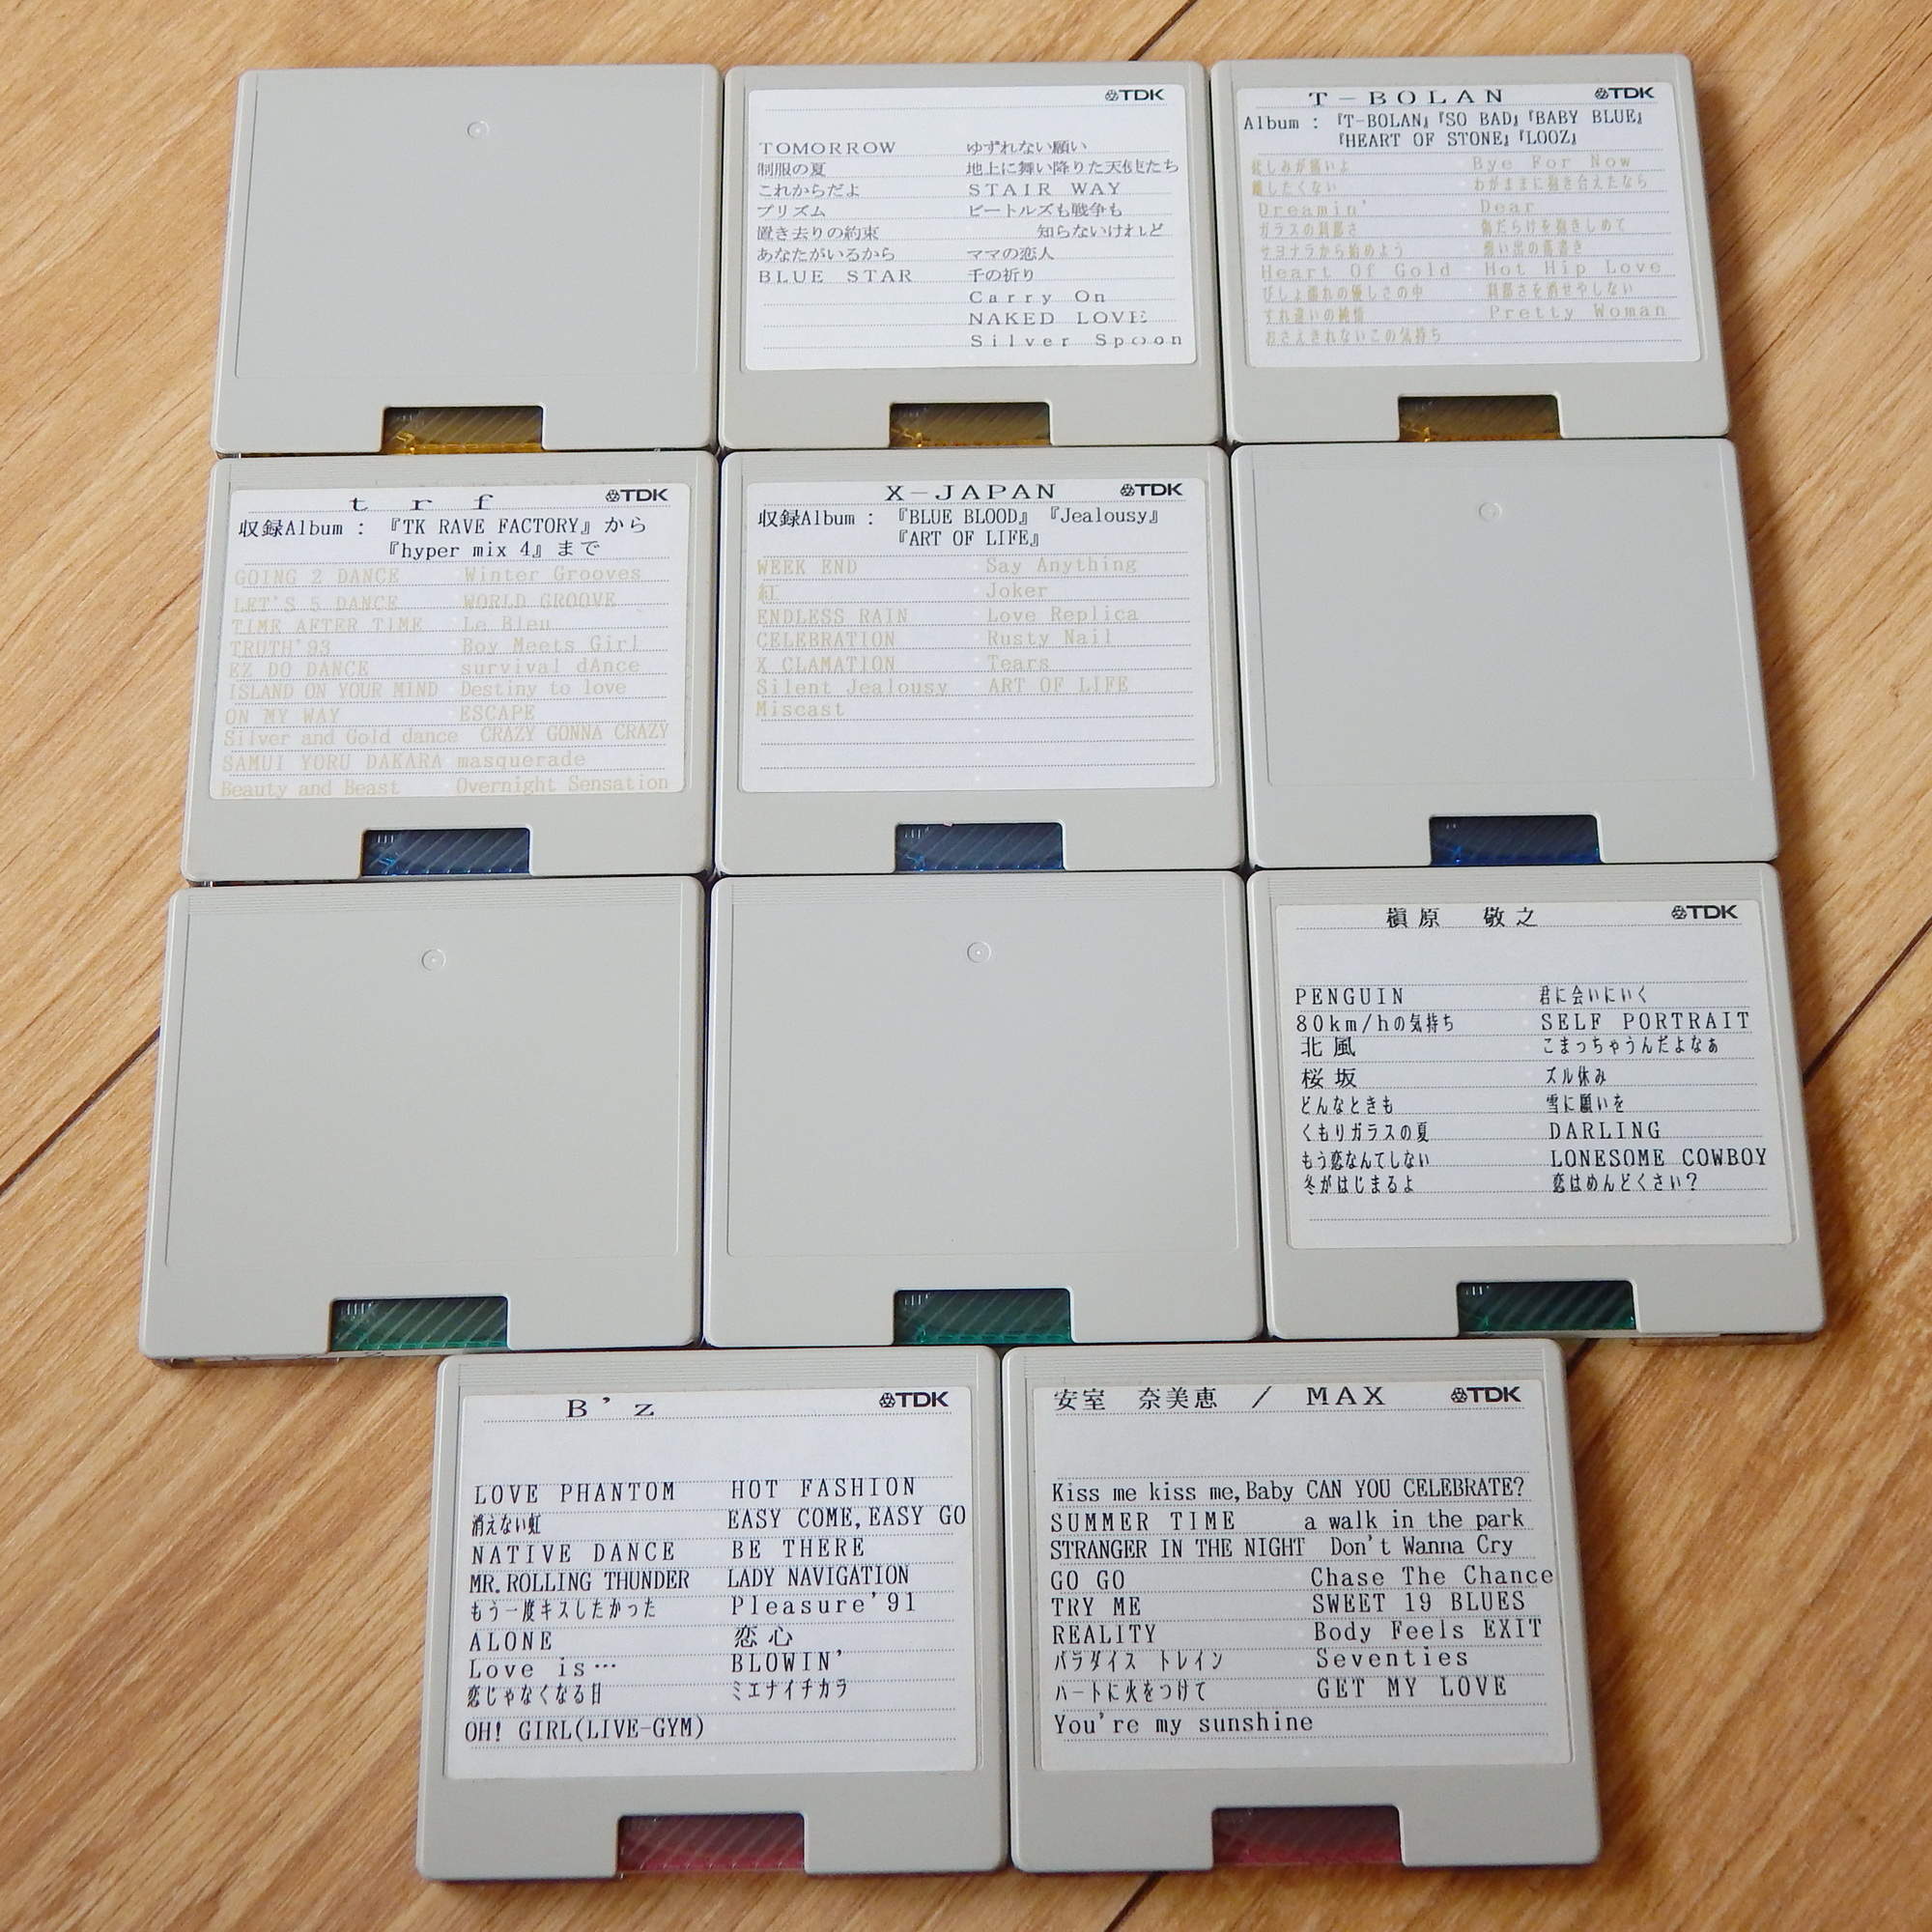 TDK
TOMORROW ゆずれない願い
制服の夏 地上に舞い降りた天使たち
これからだよ STAIR WAY
プリズム ビートルズも戦争も
置き去りの約束 知らないけれど
あなたがいるから ママの恋人
BLUE STAR 千の祈り
Carry On
NAKED LOVE
Silver Spoon
T-BOLAN TDK
Album : 『T-BOLAN』『SO BAD』『BABY BLUE』
『HEART OF STONE』『LOOZ』
悲しみが痛いよ Bye For Now
離したくない わがままに抱き合えたなら
Dreamin' Dear
ガラスの刹那さ 傷だらけを抱きしめて
サヨナラから始めよう 想い出の落書き
Heart Of Gold Hot Hip Love
びしょ濡れの優しさの中 刹那さを消せやしない
すれ違いの純情 Pretty Woman
おさえきれないこの気持ち
trf TDK
収録Album : 『TK RAVE FACTORY』から
『hyper mix 4』まで
GOING 2 DANCE Winter Grooves
LET'S 5 DANCE WORLD GROOVE
TIME AFTER TIME Le Bleu
TRUTH'93 Boy Meets Girl
EZ DO DANCE survival dAnce
ISLAND ON YOUR MIND Destiny to love
ON MY WAY ESCAPE
Silver and Gold dance CRAZY GONNA CRAZY
SAMUI YORU DAKARA masquerade
Beauty and Beast Overnight Sensation
X-JAPAN TDK
収録Album : 『BLUE BLOOD』『Jealousy』
『ART OF LIFE』
WEEK END Say Anything
紅 Joker
ENDLESS RAIN Love Replica
CELEBRATION Rusty Nail
X CLAMATION Tears
Silent Jealousy ART OF LIFE
Miscast
槇原 敬之 TDK
PENGUIN 君に会いにいく
80km/hの気持ち SELF PORTRAIT
北風 こまっちゃうんだよなぁ
桜坂 ズル休み
どんなときも 雪に願いを
くもりガラスの夏 DARLING
もう恋なんてしない LONESOME COWBOY
冬がはじまるよ 恋はめんどくさい?
B'z TDK
LOVE PHANTOM HOT FASHION
消えない虹 EASY COME,EASY GO
NATIVE DANCE BE THERE
MR.ROLLING THUNDER LADY NAVIGATION
もう一度キスしたかった Pleasure'91
ALONE 恋心
Love is… BLOWIN'
恋じゃなくなる日 ミエナイチカラ
OH! GIRL(LIVE-GYM)
安室 奈美恵 / MAX TDK
Kiss me kiss me,Baby CAN YOU CELEBRATE?
SUMMER TIME a walk in the park
STRANGER IN THE NIGHT Don't Wanna Cry
GO GO Chase The Chance
TRY ME SWEET 19 BLUES
REALITY Body Feels EXIT
パラダイス トレイン Seventies
ハートに火をつけて GET MY LOVE
You're my sunshine